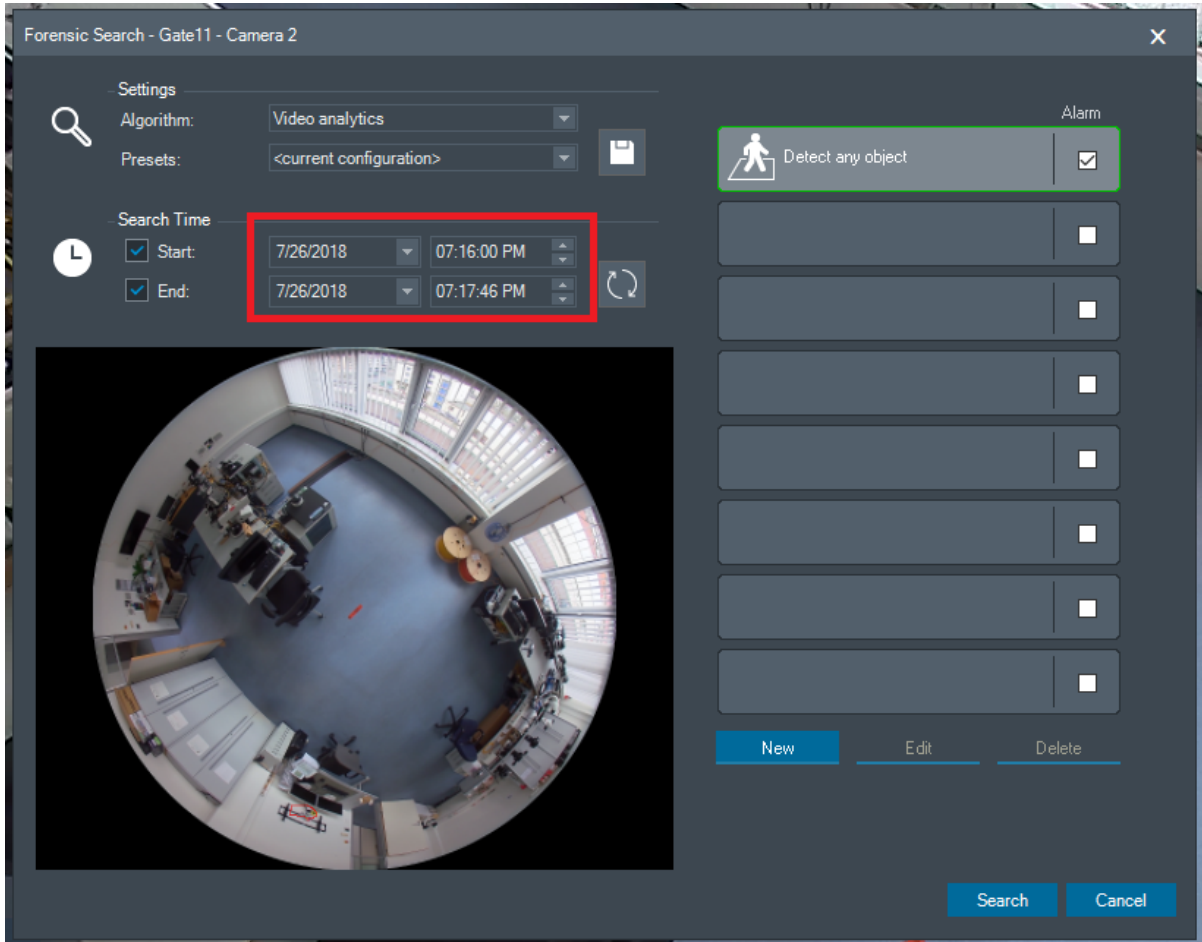 Forensic Search - Gate11 - Camera 2
Settings
Algorithm: Video analytics
Presets: <current configuration>
Search Time
Start: 7/26/2018 07:16:00 PM
End: 7/26/2018 07:17:46 PM
Alarm
Detect any object
New Edit Delete
Search Cancel